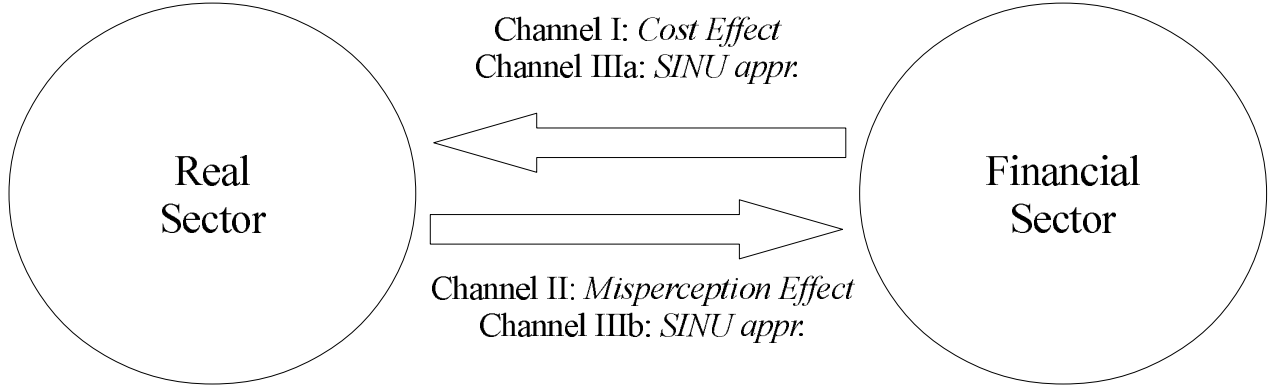 Channel I: Cost Effect
Channel IIIa: SINU appr.
Real
Sector
Financial
Sector
Channel II: Misperception Effect
Channel IIIb: SINU appr.